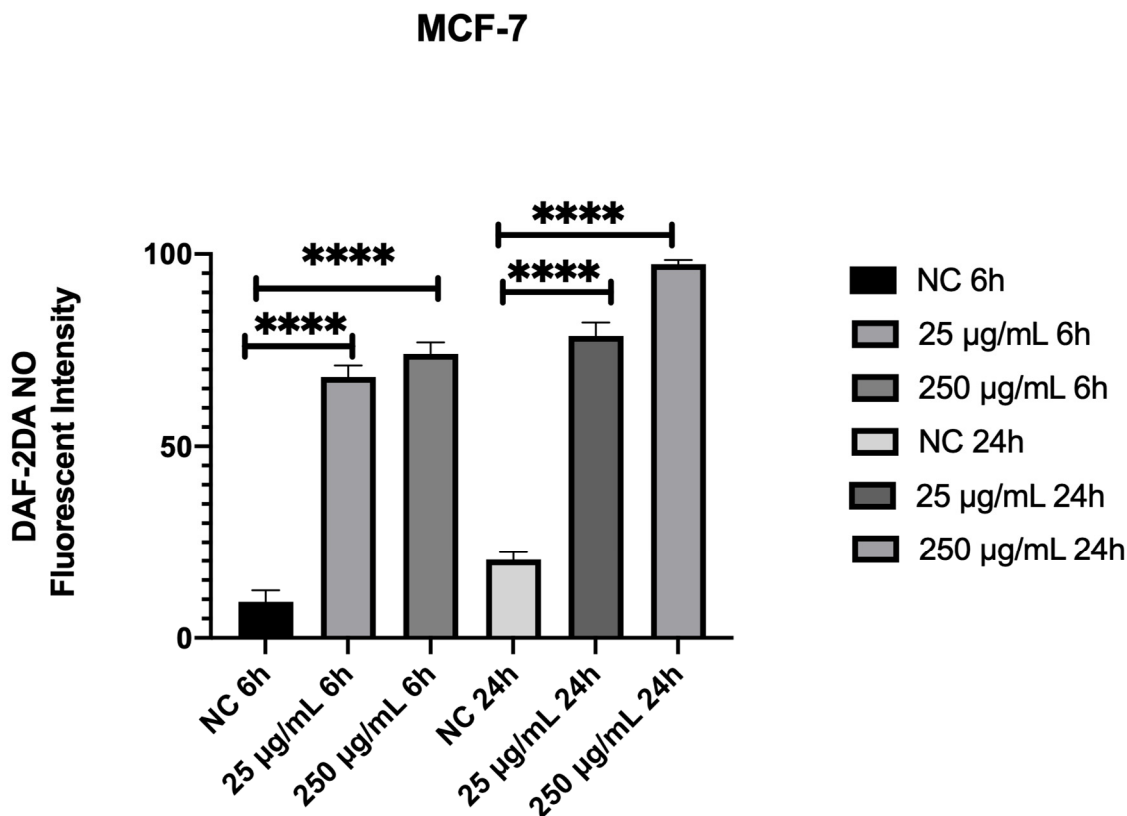 MCF-7
DAF-2DA NO
Fluorescent Intensity
100
50
0
****
****
****
****
NC 6h
25 µg/mL 6h
250 µg/mL 6h
NC 24h
25 µg/mL 24h
250 µg/mL 24h
NC 6h
25 µg/mL 6h
250 µg/mL 6h
NC 24h
25 µg/mL 24h
250 µg/mL 24h